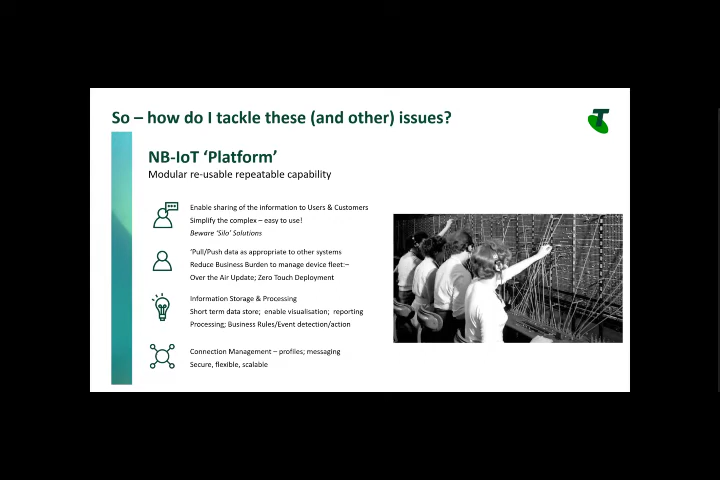 So – how do I tackle these (and other) issues?
T
NB-IoT ‘Platform’
Modular re-usable repeatable capability
Enable sharing of the information to Users & Customers
Simplify the complex – easy to use!
Beware ‘Silo’ Solutions
‘Pull/Push data as appropriate to other systems
Reduce Business Burden to manage device fleet:–
Over the Air Update; Zero Touch Deployment
Information Storage & Processing
Short term data store; enable visualisation; reporting
Processing; Business Rules/Event detection/action
Connection Management – profiles; messaging
Secure, flexible, scalable